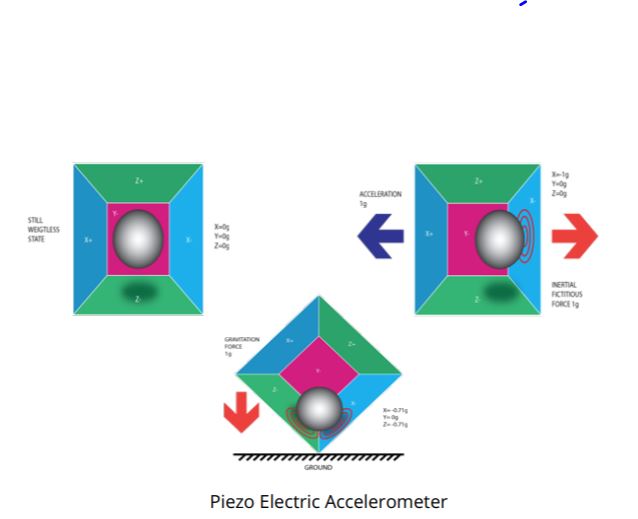 STILL
WEIGTLESS
STATE
Z+
Y-
X+
X-
Z-
X=0g
Y=0g
Z=0g
ACCELERATION
1g
Z+
X-
X+
Y-
Z-
X=-1g
Y=0g
Z=0g
INERTIAL
FICTITIOUS
FORCE 1g
GRAVITATION
FORCE
1g
X+
Z+
Y-
Z-
X-
X= -0.71g
Y= 0g
Z= -0.71g
GROUND
Piezo Electric Accelerometer